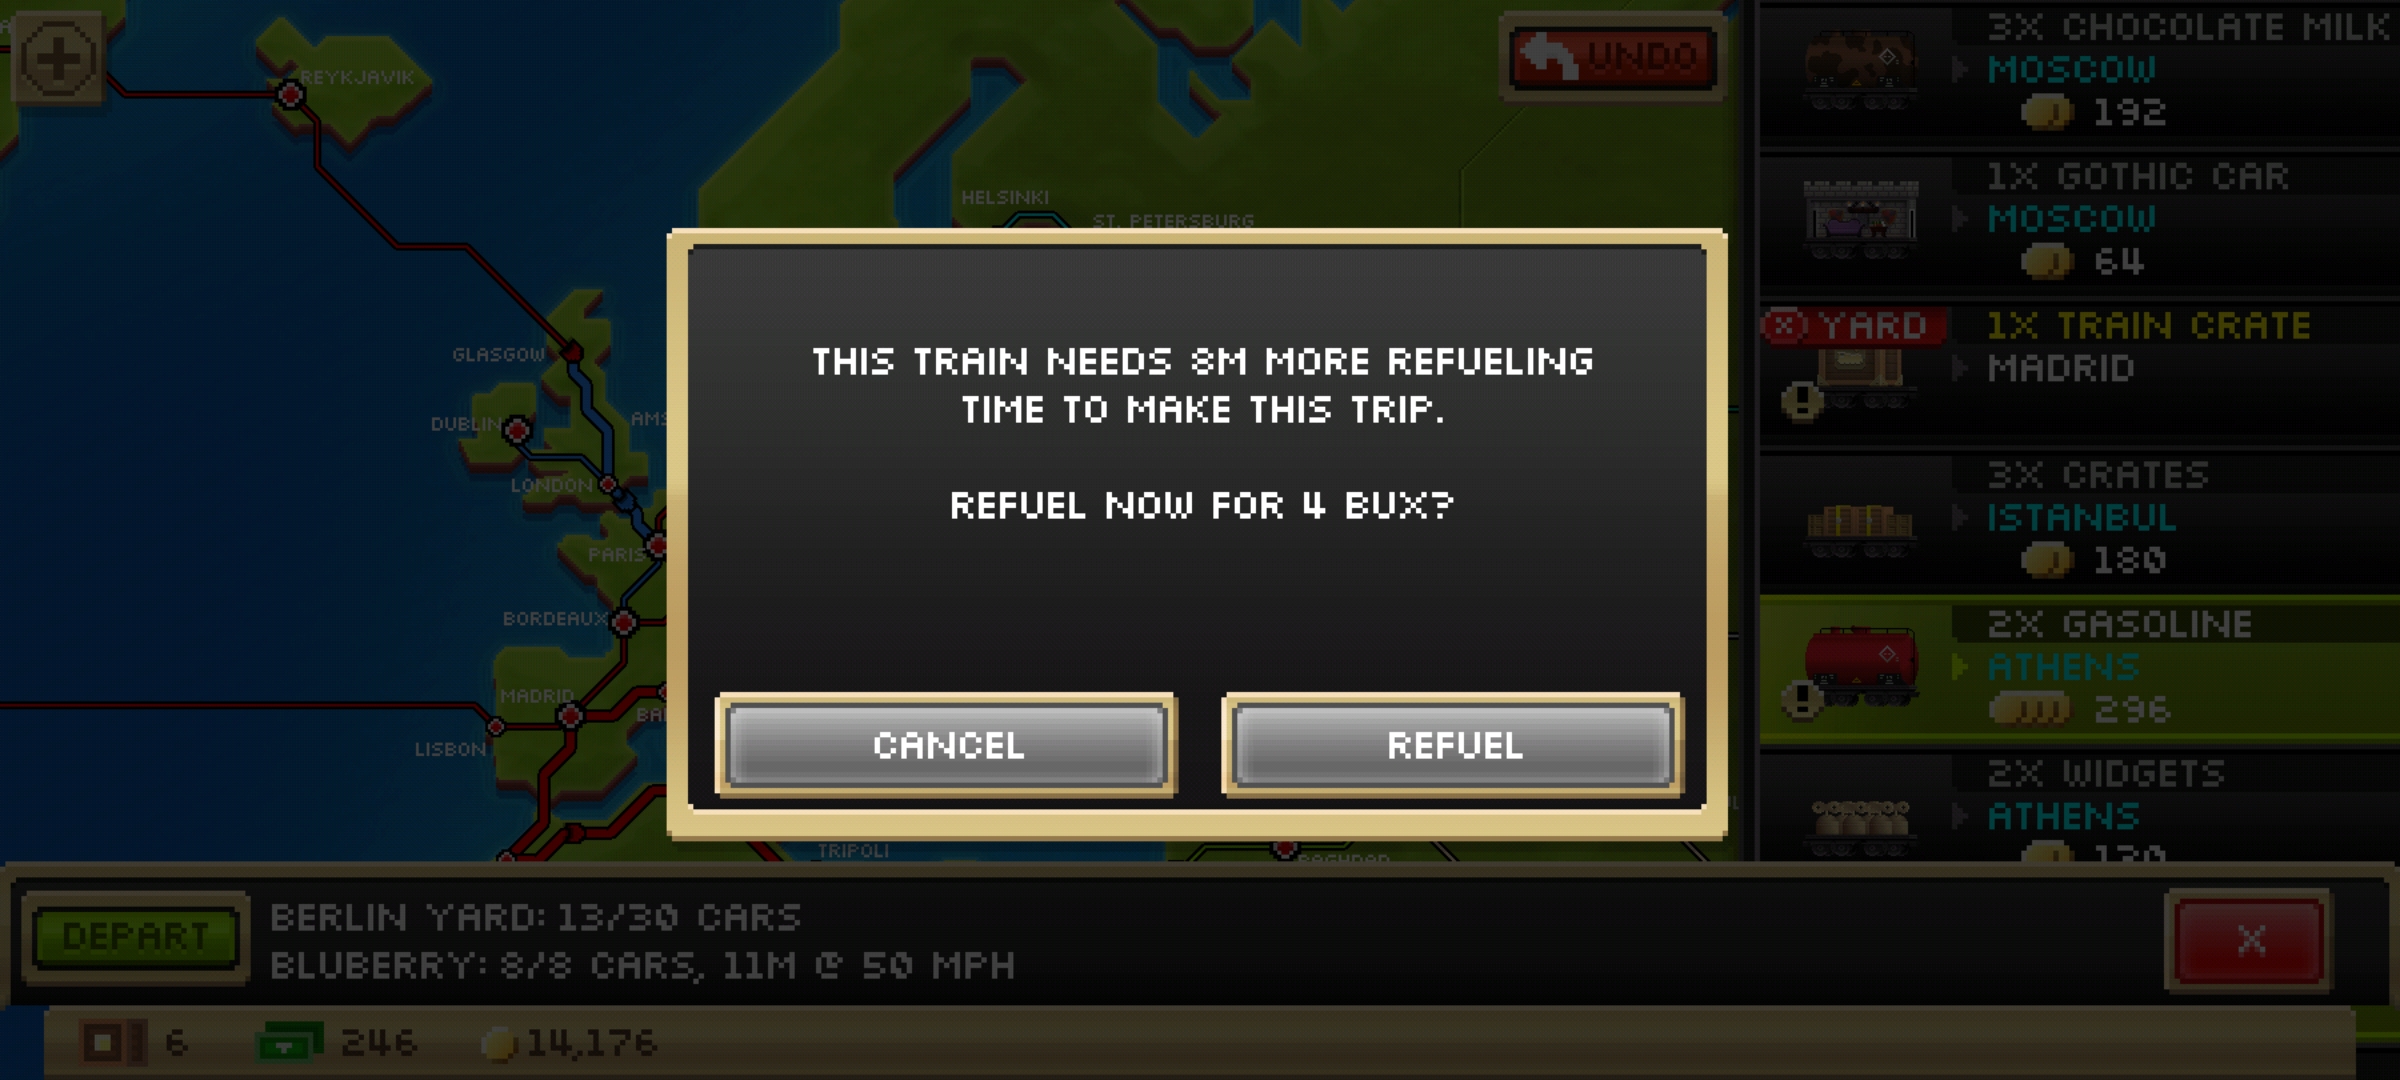 REYKJAVIK
UNDO
HELSINKI
ST. PETERSBURG
GLASGOW
DUBLIN
AMS
LONDON
PARIS
BORDEAUX
MADRID
BA
LISBON
TRIPOLI
BAGHDAD
THIS TRAIN NEEDS 8M MORE REFUELING
TIME TO MAKE THIS TRIP.
REFUEL NOW FOR 4 BUX?
CANCEL
REFUEL
3X CHOCOLATE MILK
MOSCOW
192
1X GOTHIC CAR
MOSCOW
64
YARD
1X TRAIN CRATE
MADRID
3X CRATES
ISTANBUL
180
2X GASOLINE
ATHENS
296
2X WIDGETS
ATHENS
DEPART
BERLIN YARD: 13/30 CARS
BLUBERRY: 8/8 CARS, 11M @ 50 MPH
X
6
246
14,176